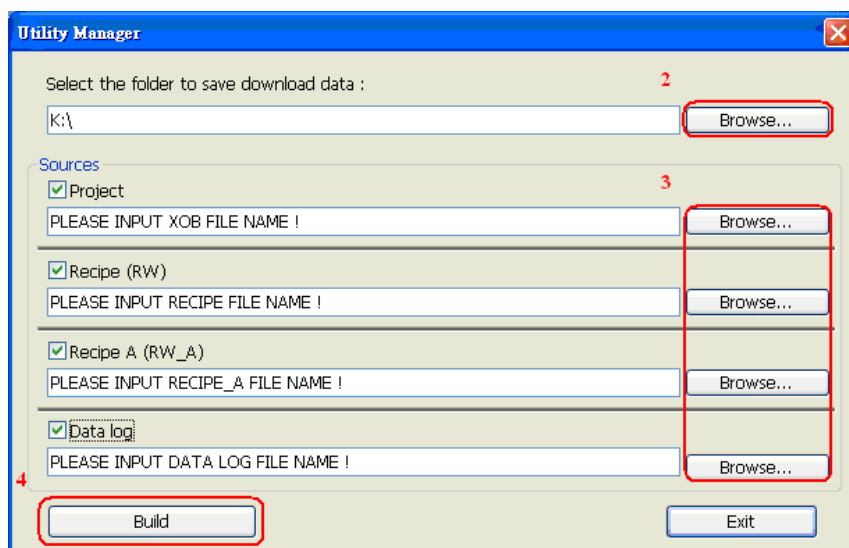 Utility Manager
Select the folder to save download data :
2
K:\
Browse...
Sources
Project
3
PLEASE INPUT XOB FILE NAME !
Browse...
Recipe (RW)
PLEASE INPUT RECIPE FILE NAME !
Browse...
Recipe A (RW_A)
PLEASE INPUT RECIPE_A FILE NAME !
Browse...
Data log
PLEASE INPUT DATA LOG FILE NAME !
Browse...
4
Build
Exit